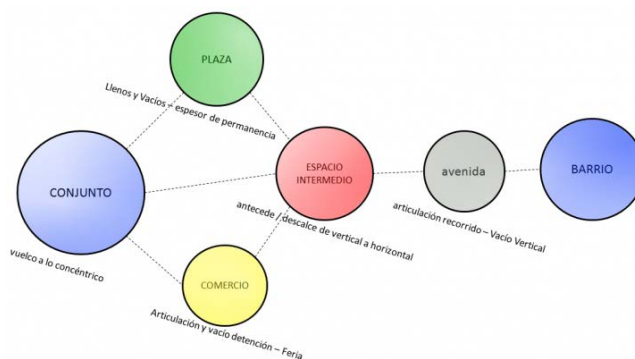 PLAZA
Llenos y Vacíos – espesor de permanencia
CONJUNTO
vuelco a lo concéntrico
ESPACIO
INTERMEDIO
antecede / descalce de vertical a horizontal
avenida
articulación recorrido – Vacío Vertical
BARRIO
COMERCIO
Articulación y vacío detención – Feria